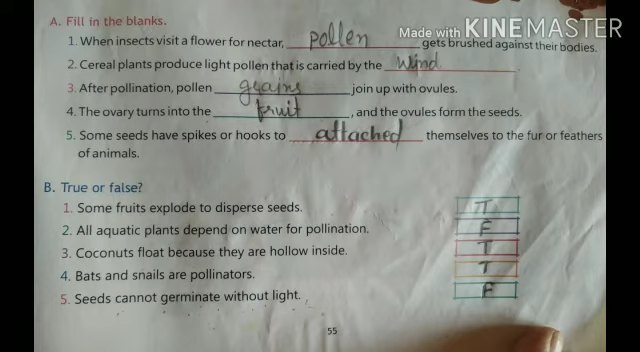 Made with KINEMASTER
A. Fill in the blanks.
1. When insects visit a flower for nectar, pollen gets brushed against their bodies.
2. Cereal plants produce light pollen that is carried by the wind.
3. After pollination, pollen grains join up with ovules.
4. The ovary turns into the fruit, and the ovules form the seeds.
5. Some seeds have spikes or hooks to attached themselves to the fur or feathers
of animals.
B. True or false?
1. Some fruits explode to disperse seeds. T
2. All aquatic plants depend on water for pollination. F
3. Coconuts float because they are hollow inside. T
4. Bats and snails are pollinators. T
5. Seeds cannot germinate without light. F
55